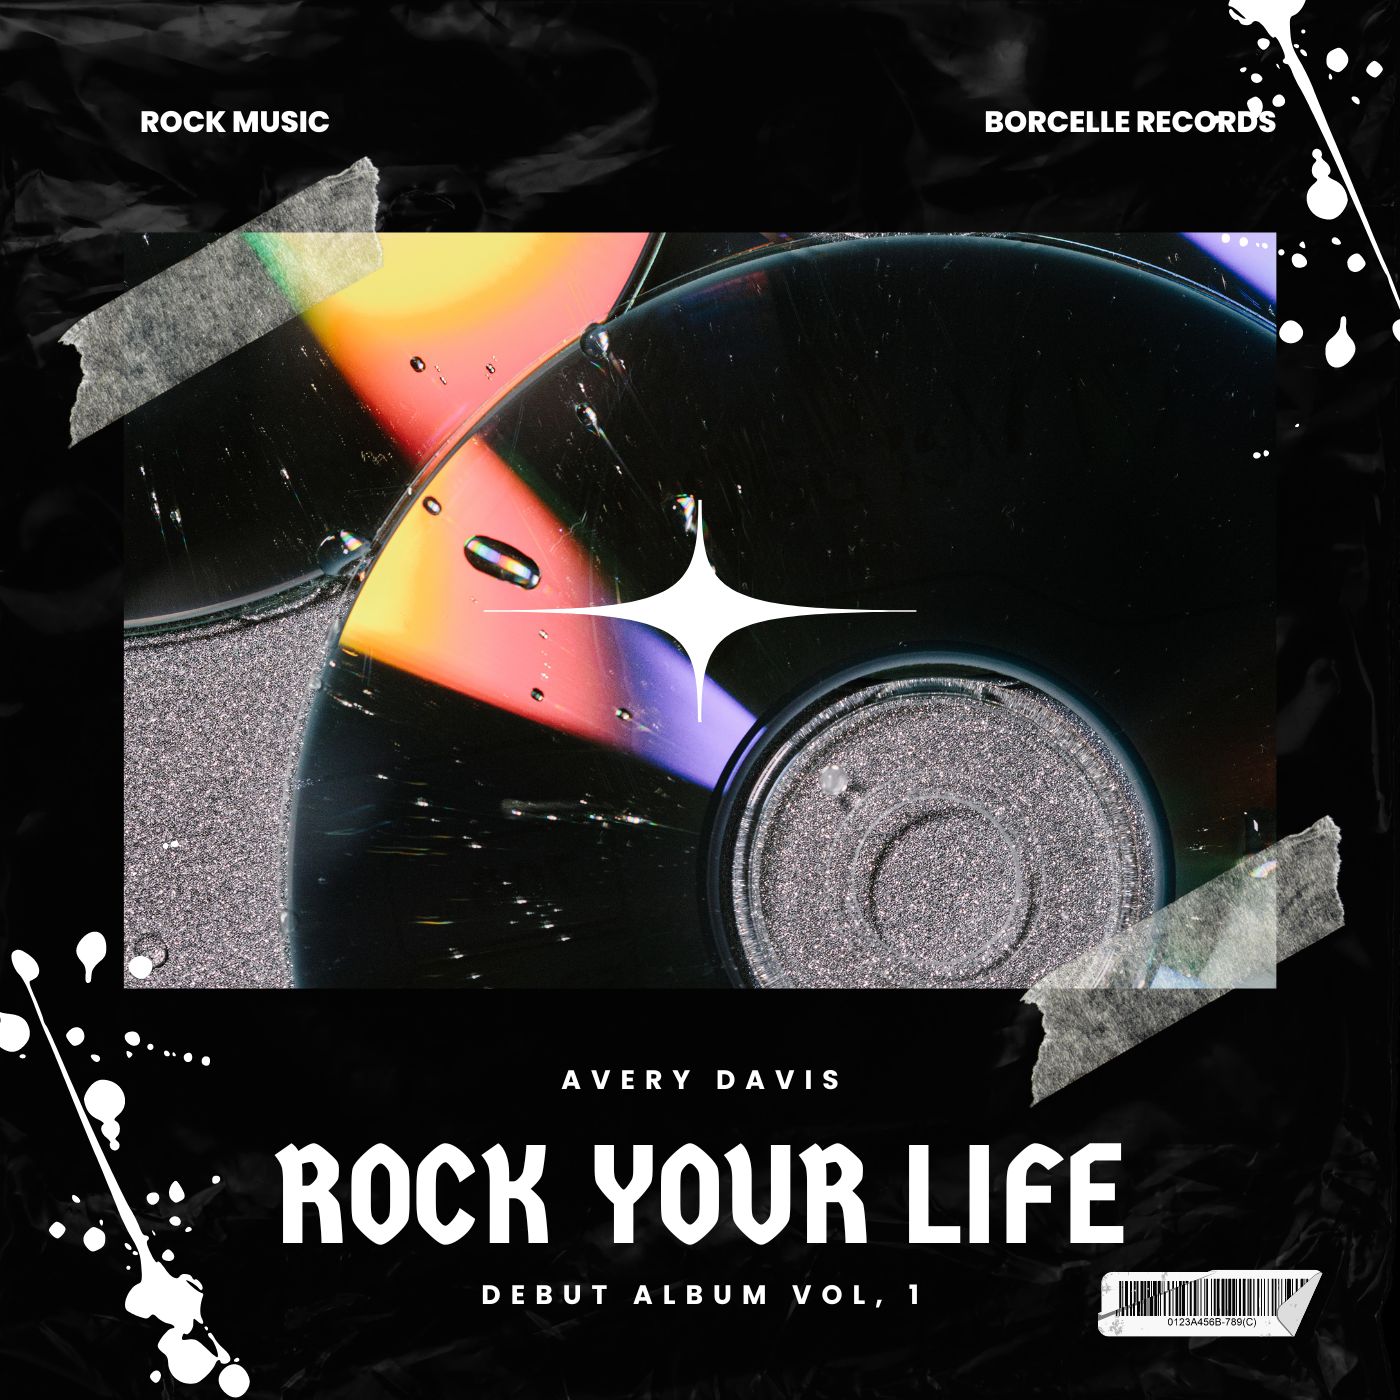 ROCK MUSIC
BORCELLE RECORDS
AVERY DAVIS
ROCK YOUR LIFE
DEBUT ALBUM VOL, 1
0123A456B-789(C)